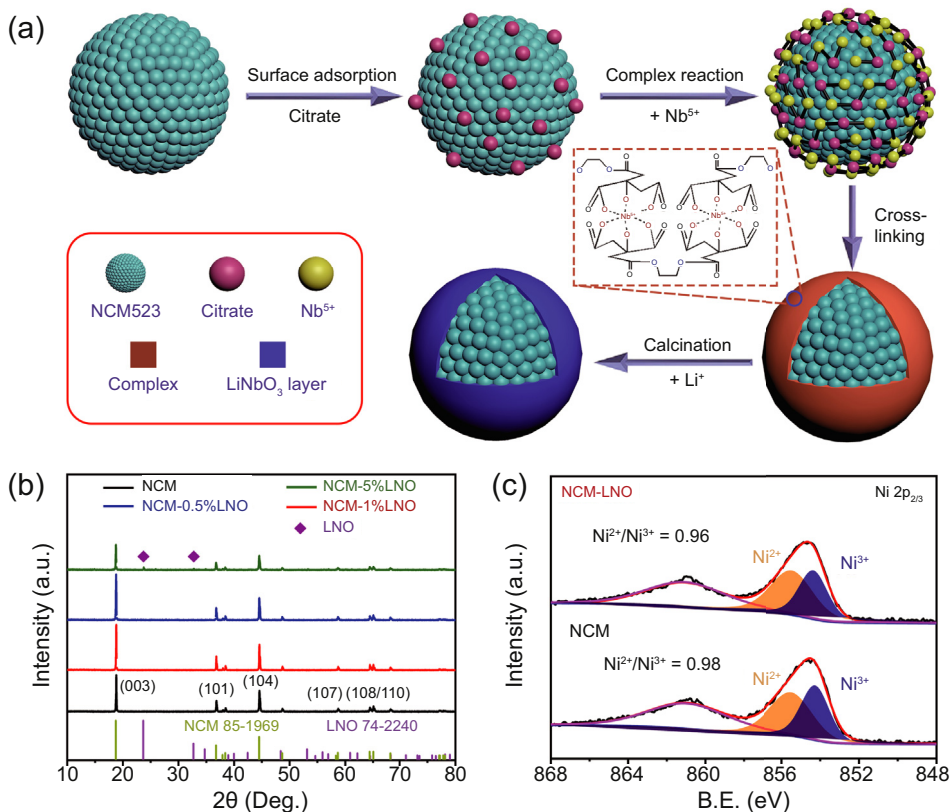 (a)
Surface adsorption
Citrate
Complex reaction
+ Nb⁵⁺
Cross-
linking
NCM523
Citrate
Nb⁵⁺
Complex
LiNbO₃ layer
Calcination
+ Li⁺
(b)
NCM
NCM-5%LNO
NCM-0.5%LNO
NCM-1%LNO
LNO
Intensity (a.u.)
(003)
(101)
(104)
(107)
(108/110)
NCM 85-1969
LNO 74-2240
10 20 30 40 50 60 70 80
2θ (Deg.)
(c)
NCM-LNO
Ni 2p₂/₃
Ni²⁺/Ni³⁺ = 0.96
Ni²⁺
Ni³⁺
NCM
Ni²⁺/Ni³⁺ = 0.98
Ni²⁺
Ni³⁺
Intensity (a.u.)
868 864 860 856 852 848
B.E. (eV)